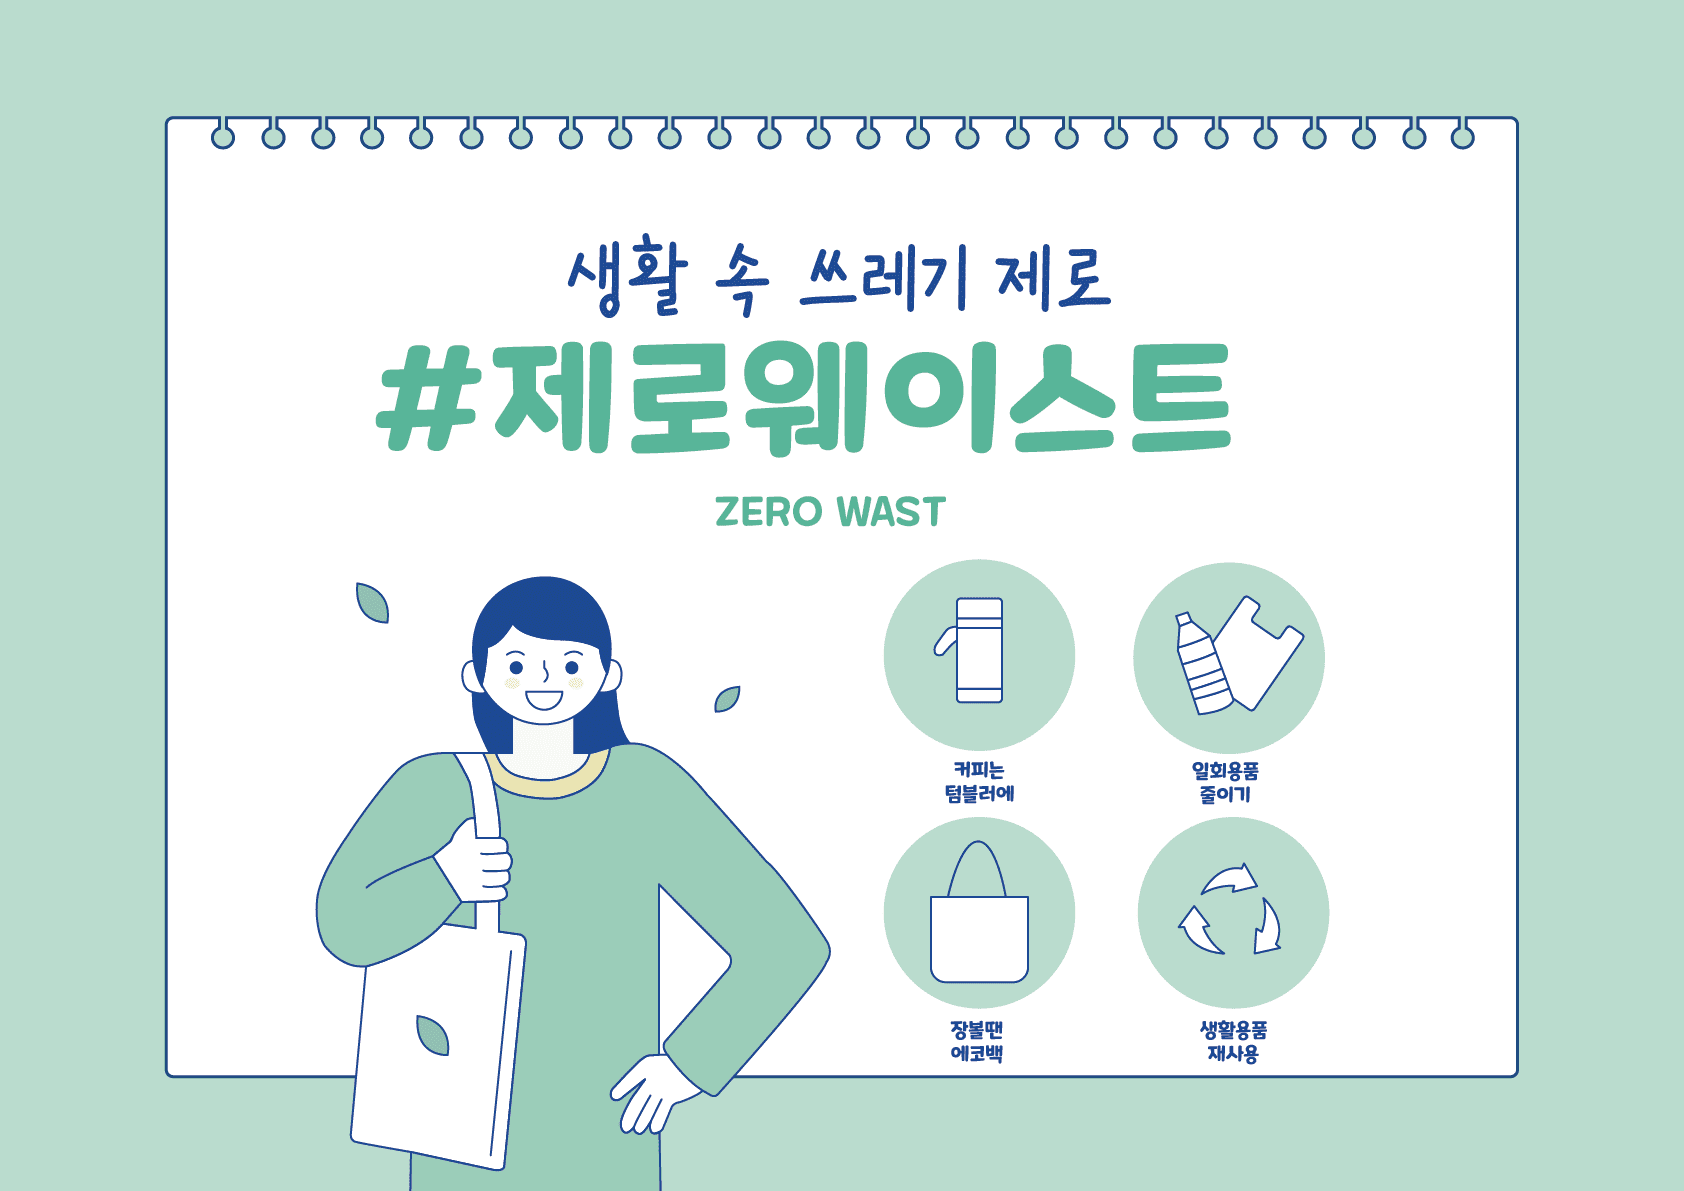 생활 속 쓰레기 제로
#제로웨이스트
ZERO WAST
커피는
텀블러에
일회용품
줄이기
장볼땐
에코백
생활용품
재사용